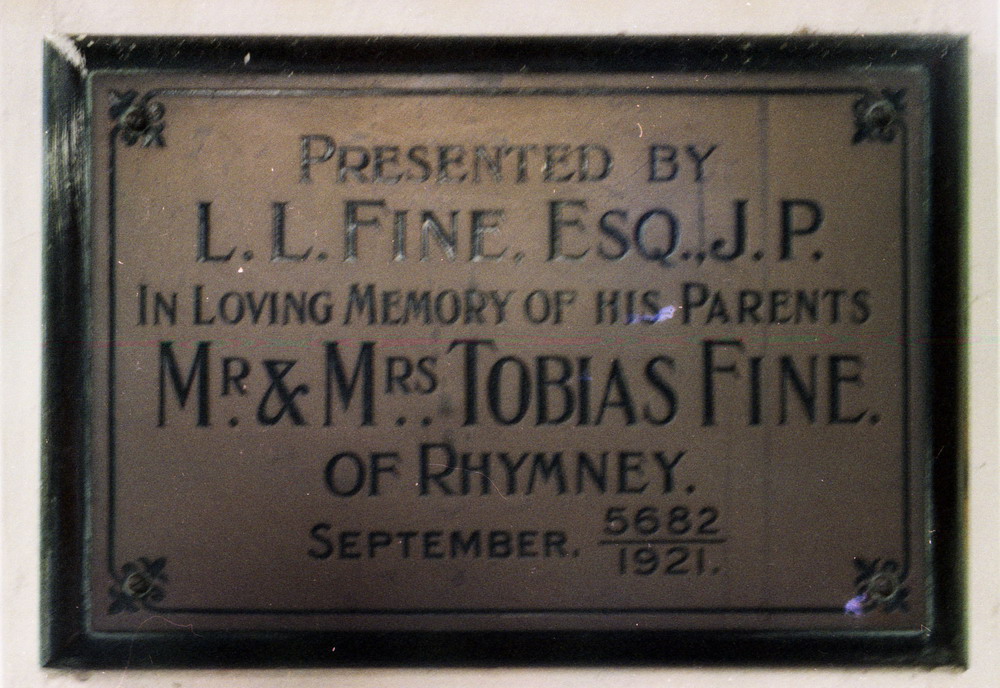 PRESENTED BY
L. L. FINE. ESQ., J. P.
IN LOVING MEMORY OF HIS PARENTS
MR. & MRS. TOBIAS FINE.
OF RHYMNEY.
SEPTEMBER. 5682
1921.